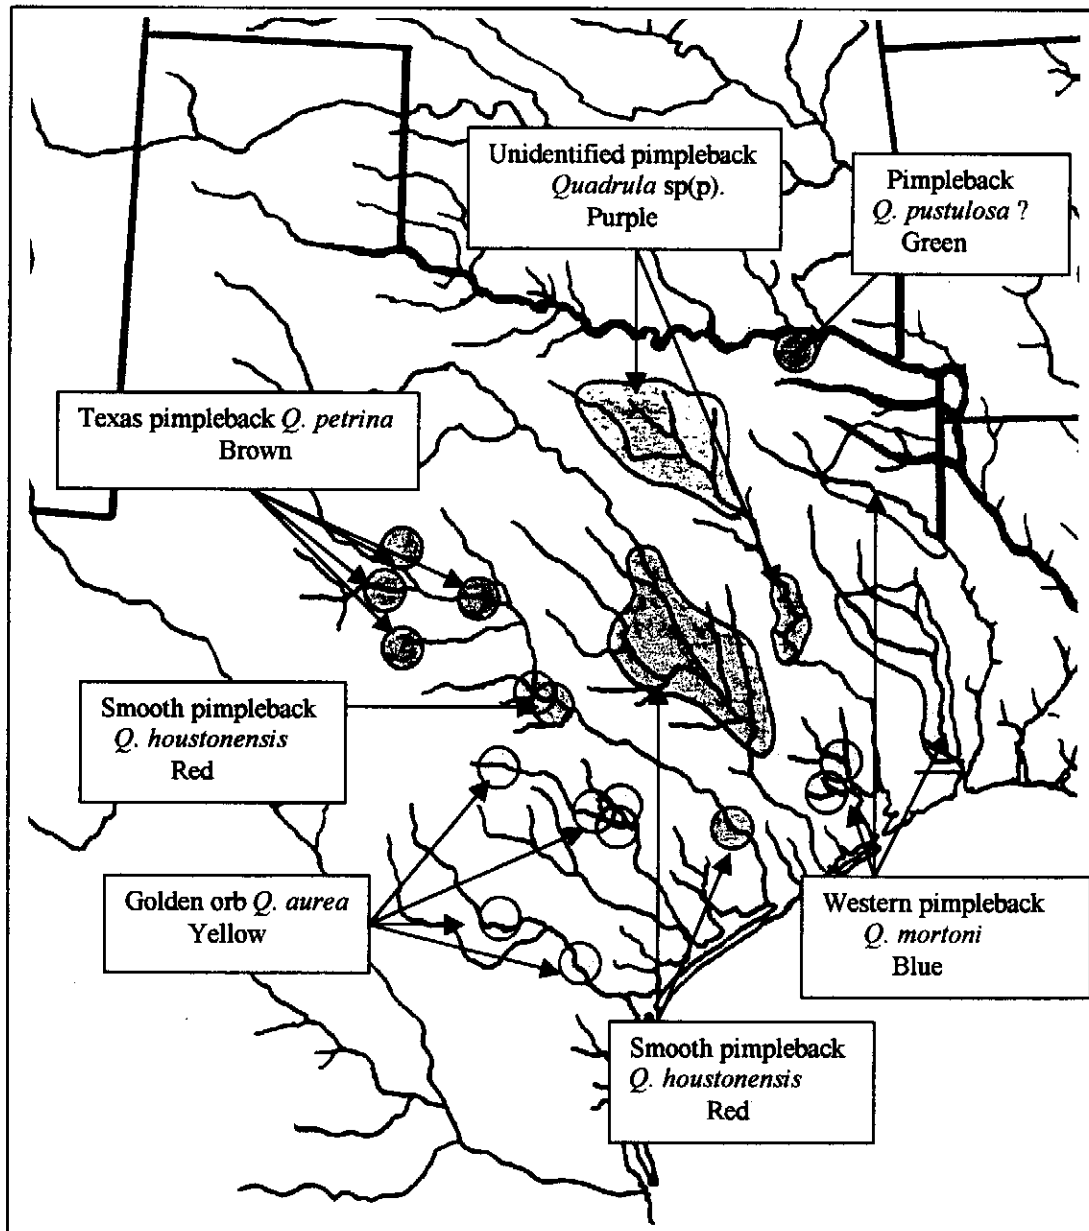 Unidentified pimpleback
Quadrula sp(p).
Purple
Pimpleback
Q. pustulosa ?
Green
Texas pimpleback Q. petrina
Brown
Smooth pimpleback
Q. houstonensis
Red
Golden orb Q. aurea
Yellow
Western pimpleback
Q. mortoni
Blue
Smooth pimpleback
Q. houstonensis
Red